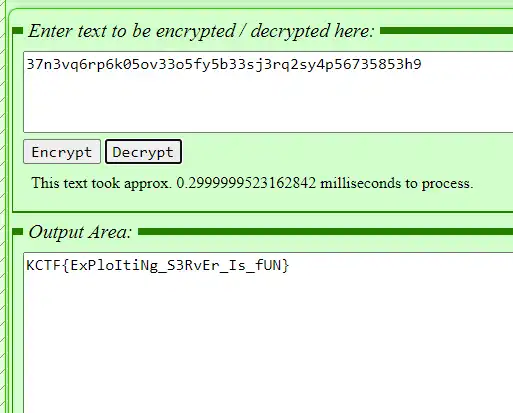 Enter text to be encrypted / decrypted here:
37n3vq6rp6k05ov33o5fy5b33sj3rq2sy4p56735853h9
Encrypt Decrypt
This text took approx. 0.2999999523162842 milliseconds to process.
Output Area:
KCTF{ExPloItiNg_S3RvEr_Is_fUN}